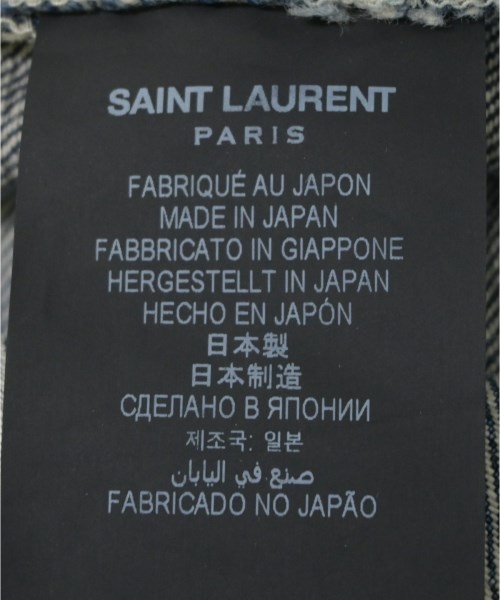 SAINT LAURENT
PARIS
FABRIQUÉ AU JAPON
MADE IN JAPAN
FABBRICATO IN GIAPPONE
HERGESTELLT IN JAPAN
HECHO EN JAPÓN
日本製
日本制造
СДЕЛАНО В ЯПОНИИ
제조국: 일본
صنع في اليابان
FABRICADO NO JAPÃO